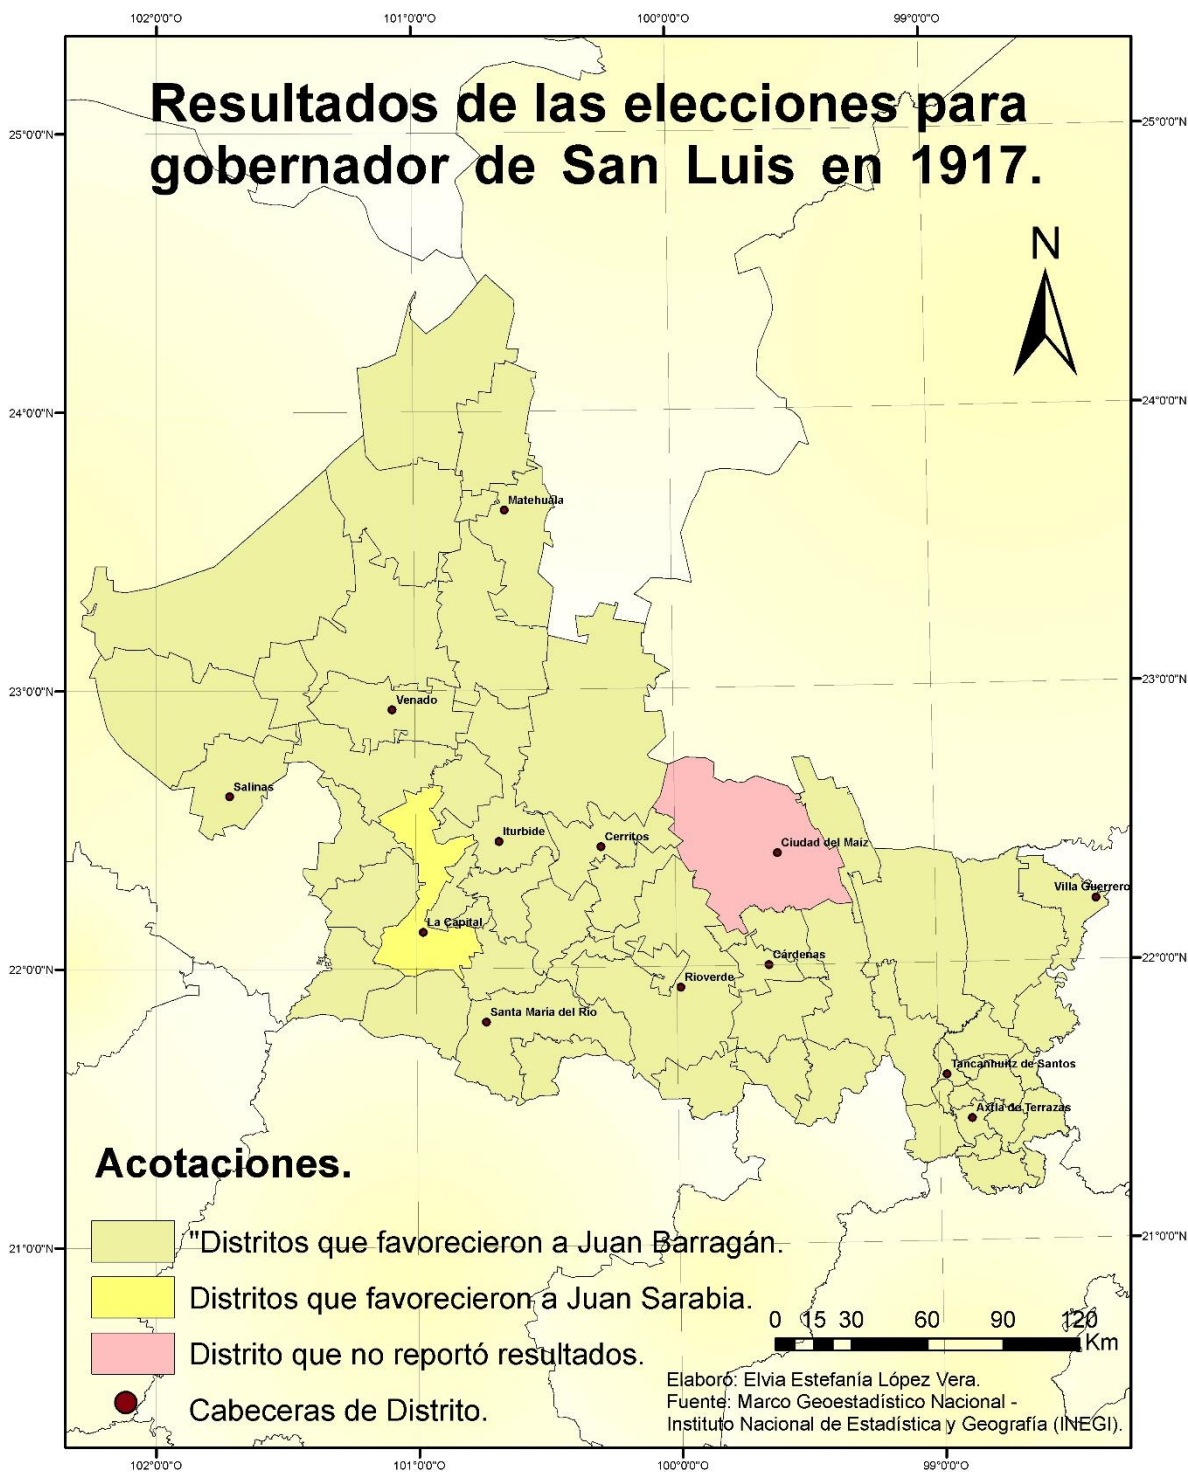 102°0'0"O 101°0'0"O 100°0'0"O 99°0'0"O
Resultados de las elecciones para
gobernador de San Luis en 1917.
25°0'0"N 25°0'0"N
N
24°0'0"N 24°0'0"N
Matehuala
23°0'0"N 23°0'0"N
Venado
Salinas
Iturbide
Cerritos
Ciudad del Maíz
Villa Guerrero
La Capital
22°0'0"N 22°0'0"N
Cárdenas
Rioverde
Santa María del Río
Tancanhuitz de Santos
Axtla de Terrazas
Acotaciones.
21°0'0"N 21°0'0"N
"Distritos que favorecieron a Juan Barragán.
Distritos que favorecieron a Juan Sarabia.
Distrito que no reportó resultados.
Cabeceras de Distrito.
0 15 30 60 90 120
Km
Elaboró: Elvia Estefanía López Vera.
Fuente: Marco Geoestadístico Nacional -
Instituto Nacional de Estadística y Geografía (INEGI).
102°0'0"O 101°0'0"O 100°0'0"O 99°0'0"O